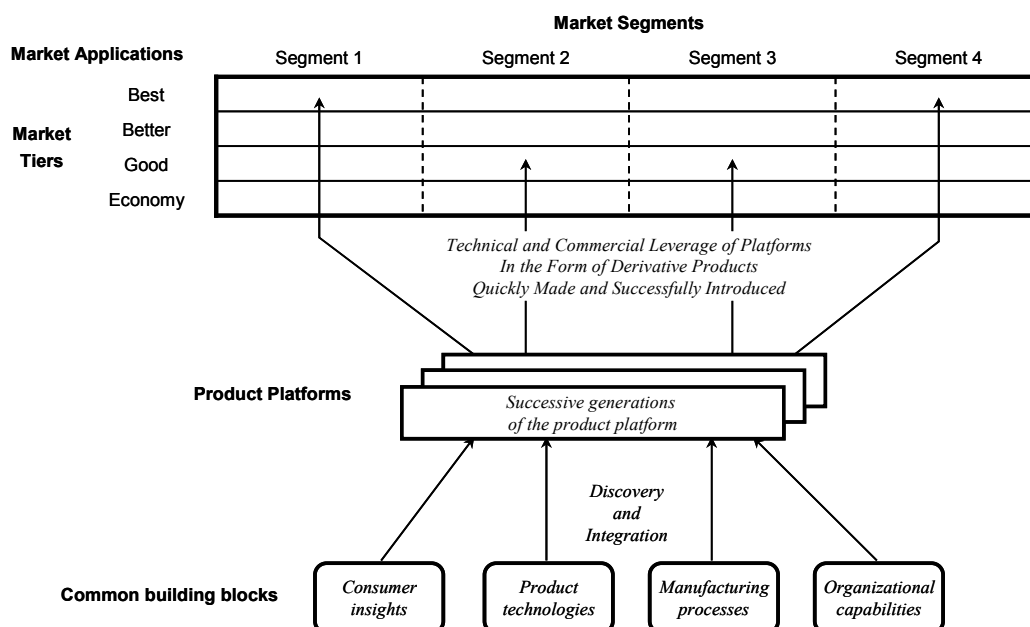 Market Segments
Market Applications
Segment 1
Segment 2
Segment 3
Segment 4
Best
Better
Good
Economy
Market
Tiers
Technical and Commercial Leverage of Platforms
In the Form of Derivative Products
Quickly Made and Successfully Introduced
Product Platforms
Successive generations
of the product platform
Discovery
and
Integration
Common building blocks
Consumer
insights
Product
technologies
Manufacturing
processes
Organizational
capabilities